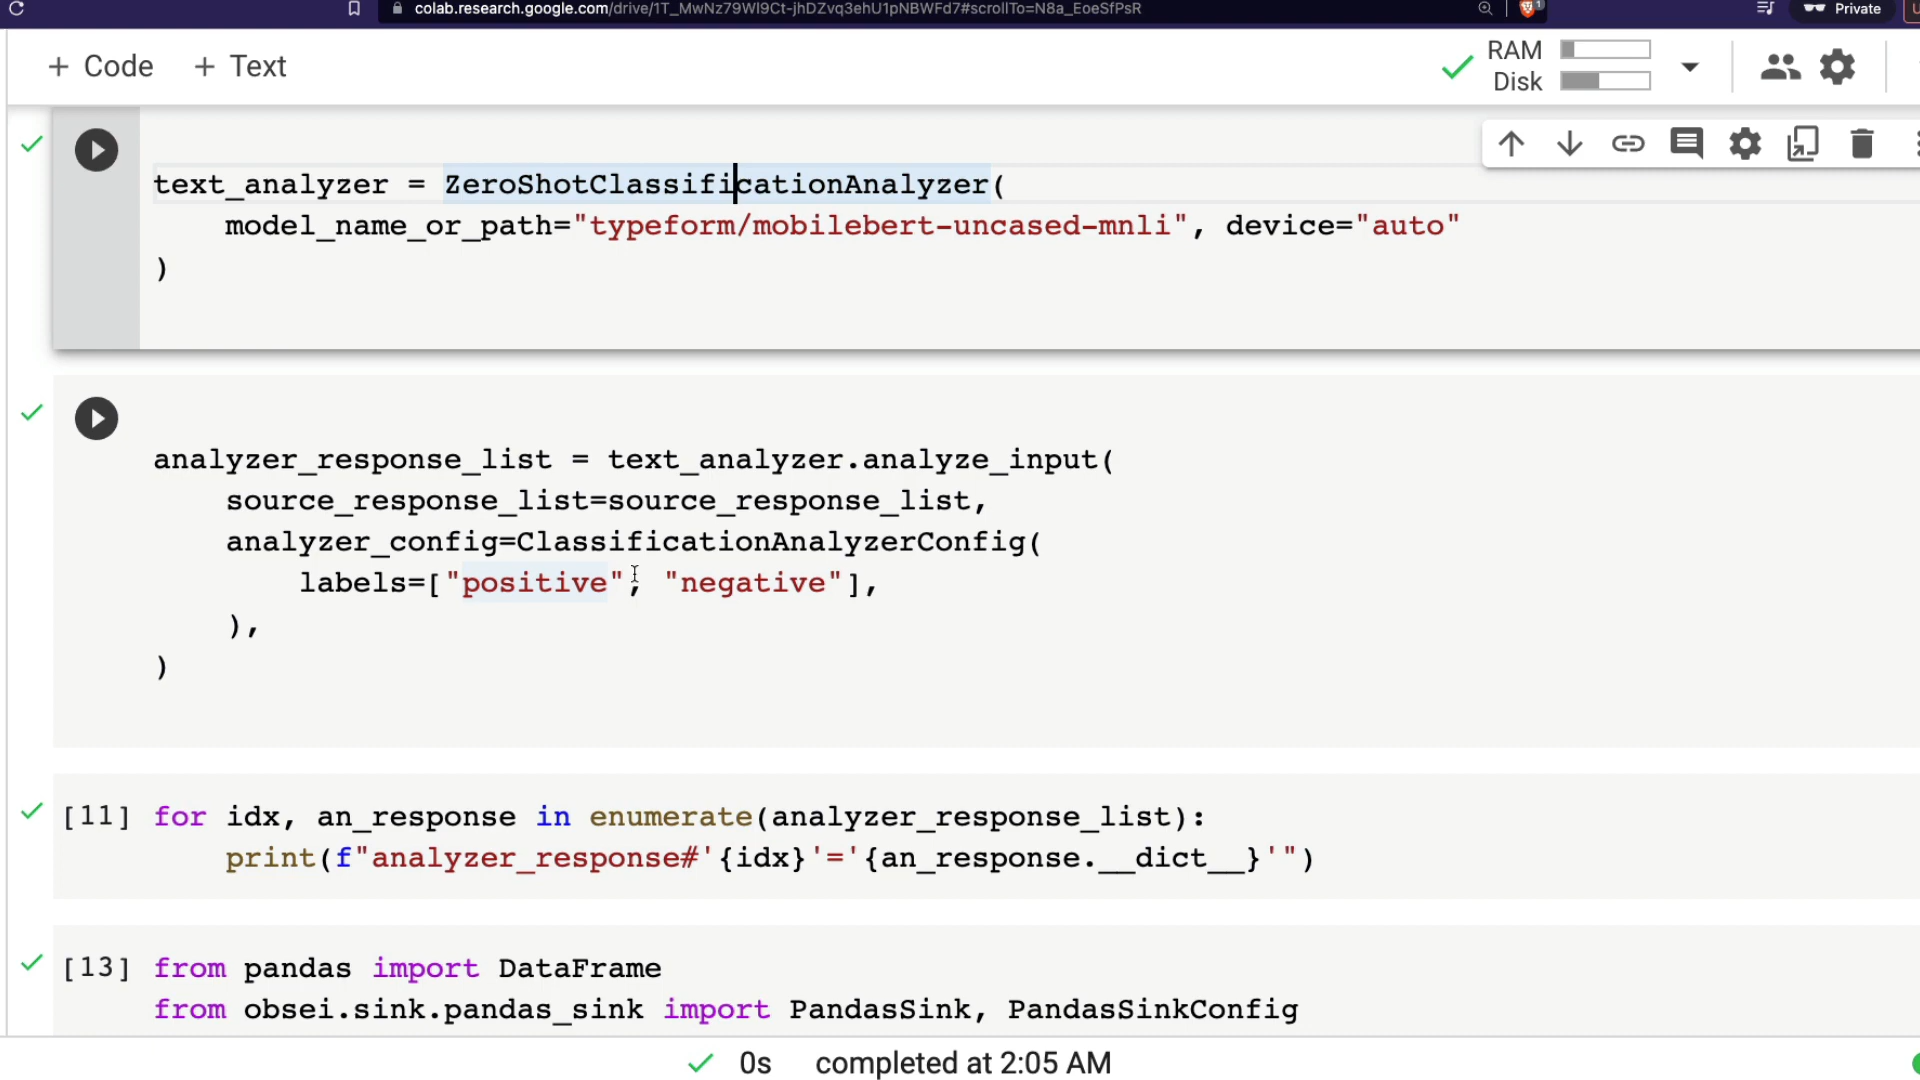 colab.research.google.com/drive/1T_MwNz79WI9Ct-jhDZvq3ehU1pNBWFd7#scrollTo=N8a_EoeSfPsR
1
Private
+ Code + Text
RAM
Disk
text_analyzer = ZeroShotClassificationAnalyzer(
model_name_or_path="typeform/mobilebert-uncased-mnli", device="auto"
)
analyzer_response_list = text_analyzer.analyze_input(
source_response_list=source_response_list,
analyzer_config=ClassificationAnalyzerConfig(
labels=["positive", "negative"],
),
)
[11] for idx, an_response in enumerate(analyzer_response_list):
print(f"analyzer_response#'{idx}'='{an_response.__dict__}'")
[13] from pandas import DataFrame
from obsei.sink.pandas_sink import PandasSink, PandasSinkConfig
0s completed at 2:05 AM